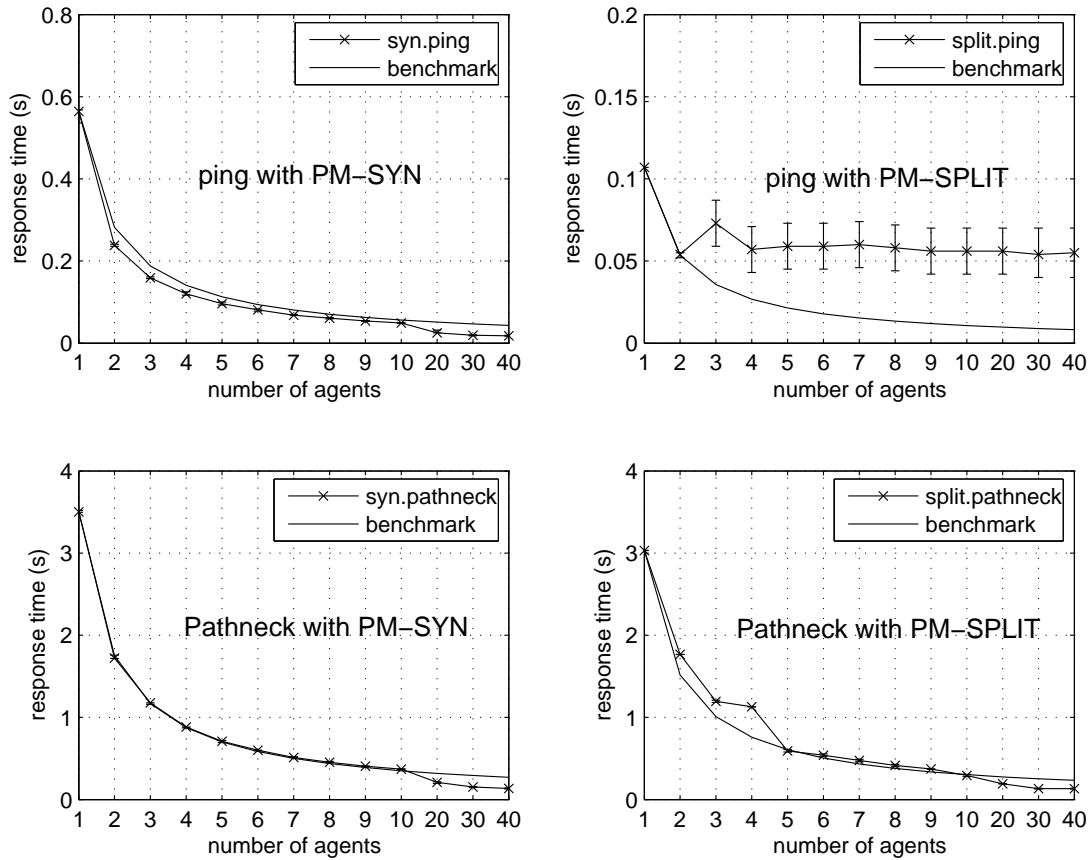 0.8
0.6
0.4
0.2
0
response time (s)
syn.ping
benchmark
ping with PM−SYN
1 2 3 4 5 6 7 8 9 10 20 30 40
number of agents
0.2
0.15
0.1
0.05
0
response time (s)
split.ping
benchmark
ping with PM−SPLIT
1 2 3 4 5 6 7 8 9 10 20 30 40
number of agents
4
3
2
1
0
response time (s)
syn.pathneck
benchmark
Pathneck with PM−SYN
1 2 3 4 5 6 7 8 9 10 20 30 40
number of agents
4
3
2
1
0
response time (s)
split.pathneck
benchmark
Pathneck with PM−SPLIT
1 2 3 4 5 6 7 8 9 10 20 30 40
number of agents